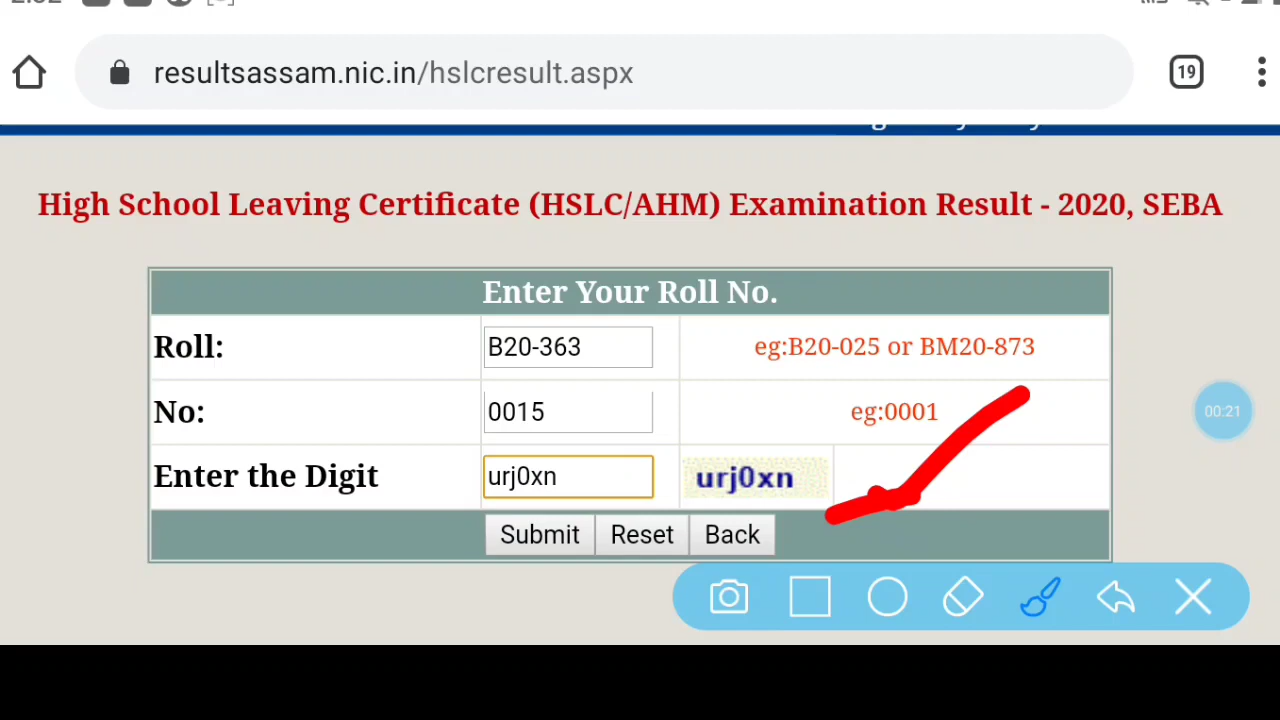 resultsassam.nic.in/hslcresult.aspx
19
High School Leaving Certificate (HSLC/AHM) Examination Result - 2020, SEBA
Enter Your Roll No.
Roll: B20-363 eg:B20-025 or BM20-873
No: 0015 eg:0001
00:21
Enter the Digit urj0xn urj0xn
Submit Reset Back